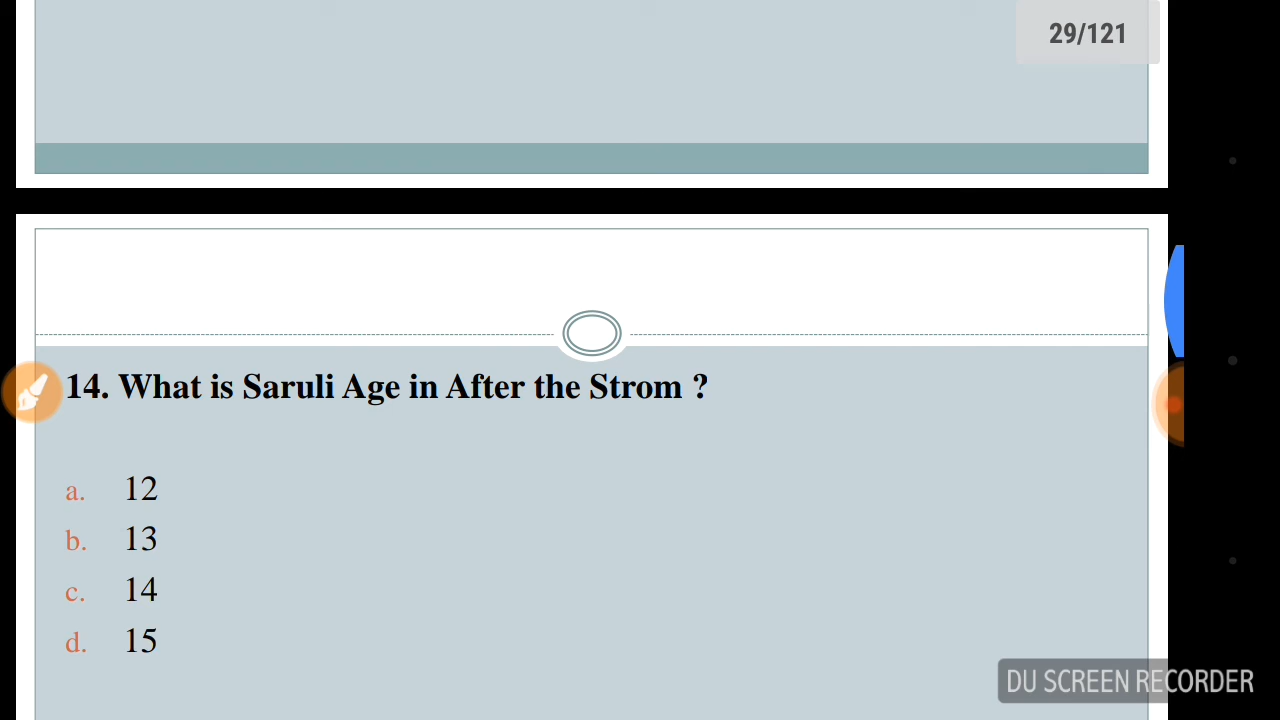 29/121
14. What is Saruli Age in After the Strom ?
a. 12
b. 13
c. 14
d. 15
DU SCREEN RECORDER